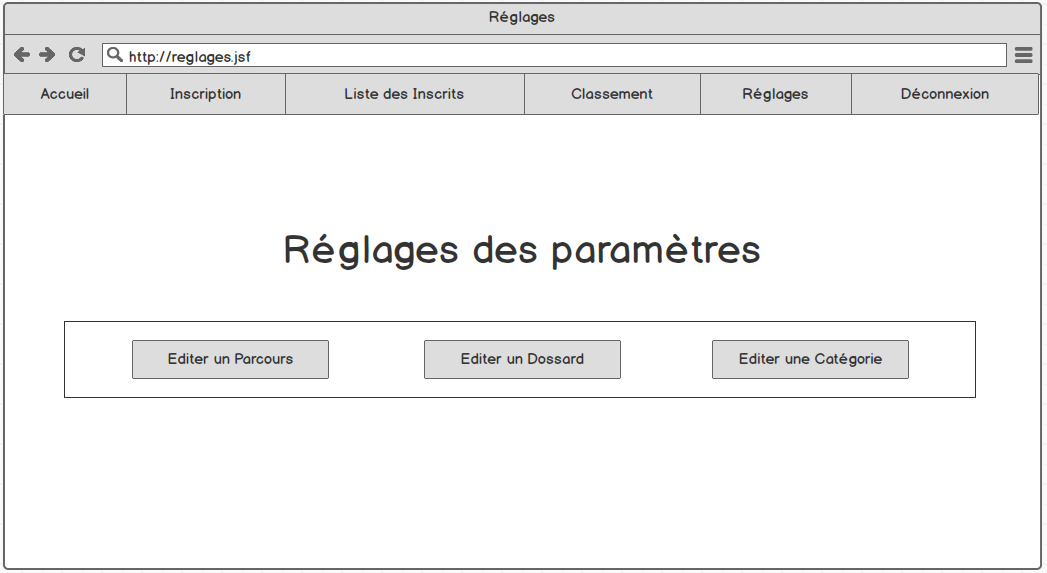 Réglages
http://reglages.jsf
Accueil Inscription Liste des Inscrits Classement Réglages Déconnexion
Réglages des paramètres
Editer un Parcours Editer un Dossard Editer une Catégorie